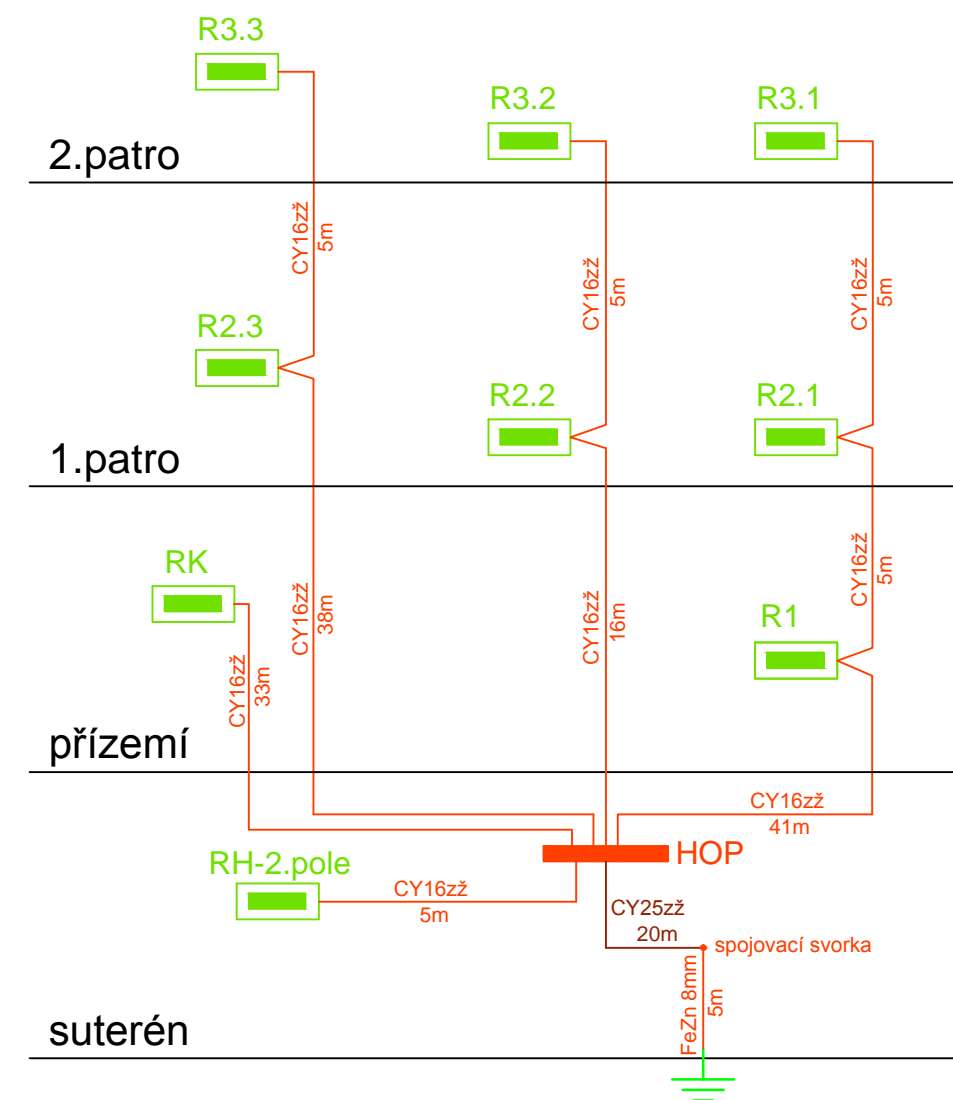 R3.3
R3.2
R3.1
2.patro
CY16zž
5m
CY16zž
5m
CY16zž
5m
R2.3
R2.2
R2.1
1.patro
RK
CY16zž
33m
CY16zž
38m
CY16zž
16m
CY16zž
5m
R1
přízemí
CY16zž
41m
HOP
RH-2.pole
CY16zž
5m
CY25zž
20m
spojovací svorka
FeZn 8mm
5m
suterén